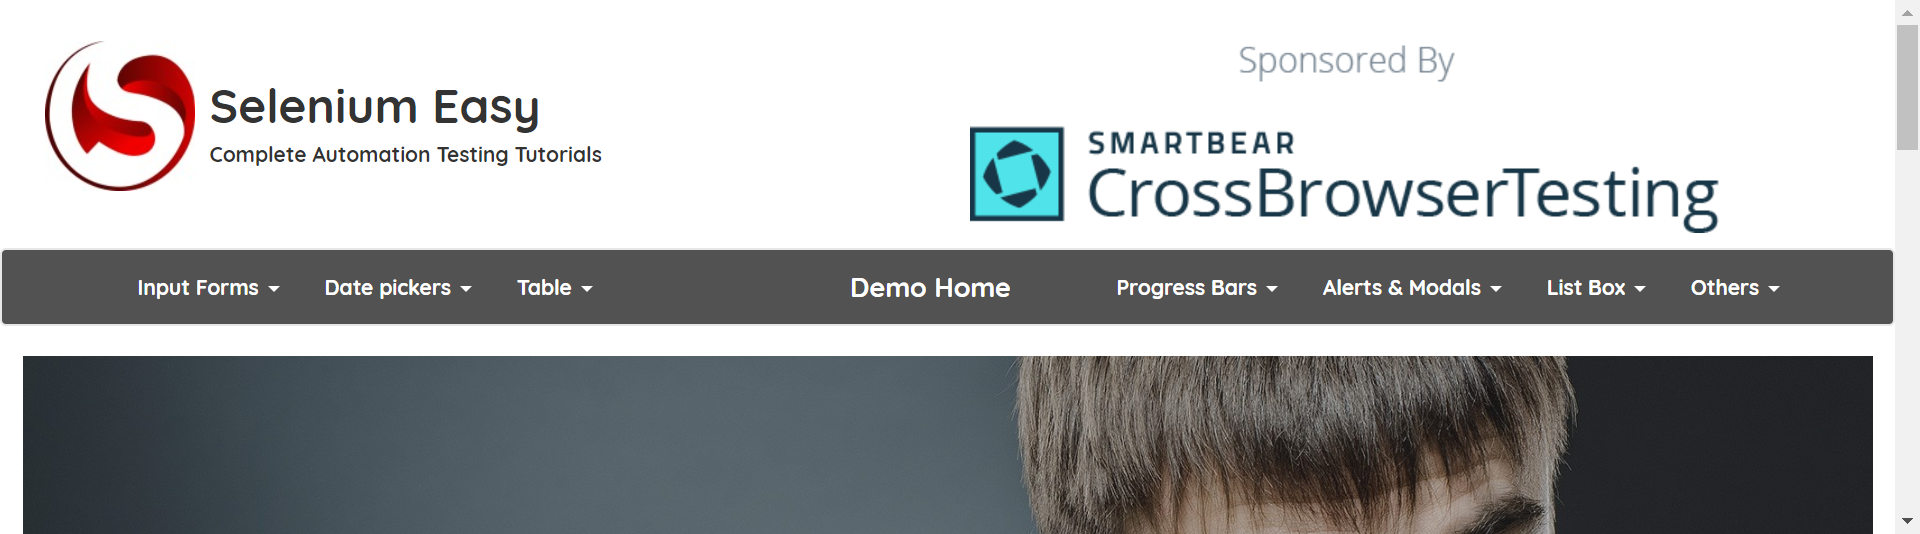 Selenium Easy
Complete Automation Testing Tutorials
Sponsored By
SMARTBEAR
CrossBrowserTesting
Input Forms Date pickers Table Demo Home Progress Bars Alerts & Modals List Box Others